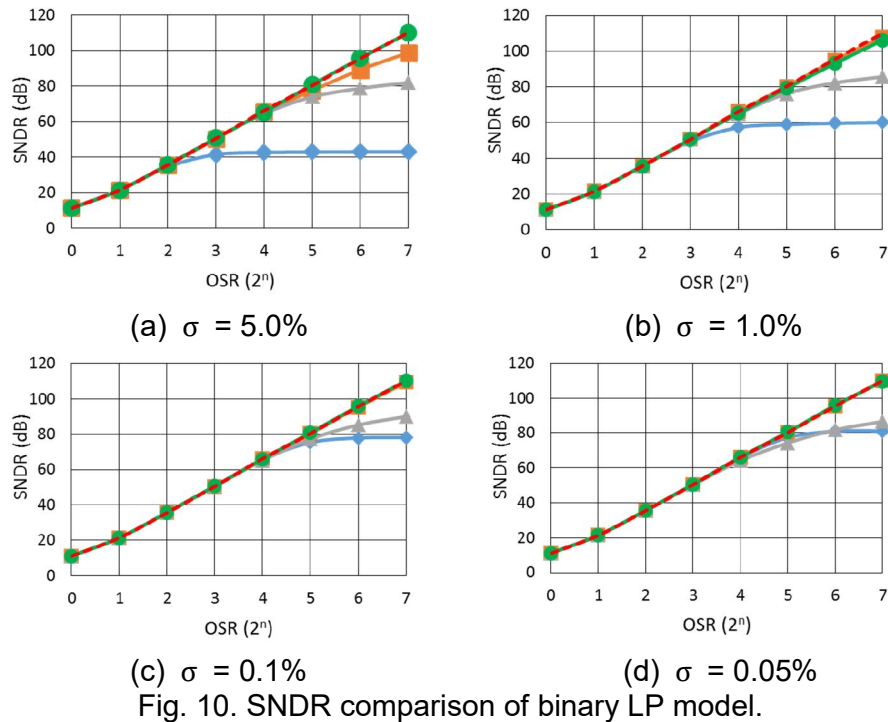 120
100
80
60
40
20
0
SNDR (dB)
0 1 2 3 4 5 6 7
OSR (2ⁿ)
(a) σ = 5.0%
120
100
80
60
40
20
0
SNDR (dB)
0 1 2 3 4 5 6 7
OSR (2ⁿ)
(b) σ = 1.0%
120
100
80
60
40
20
0
SNDR (dB)
0 1 2 3 4 5 6 7
OSR (2ⁿ)
(c) σ = 0.1%
120
100
80
60
40
20
0
SNDR (dB)
0 1 2 3 4 5 6 7
OSR (2ⁿ)
(d) σ = 0.05%
Fig. 10. SNDR comparison of binary LP model.